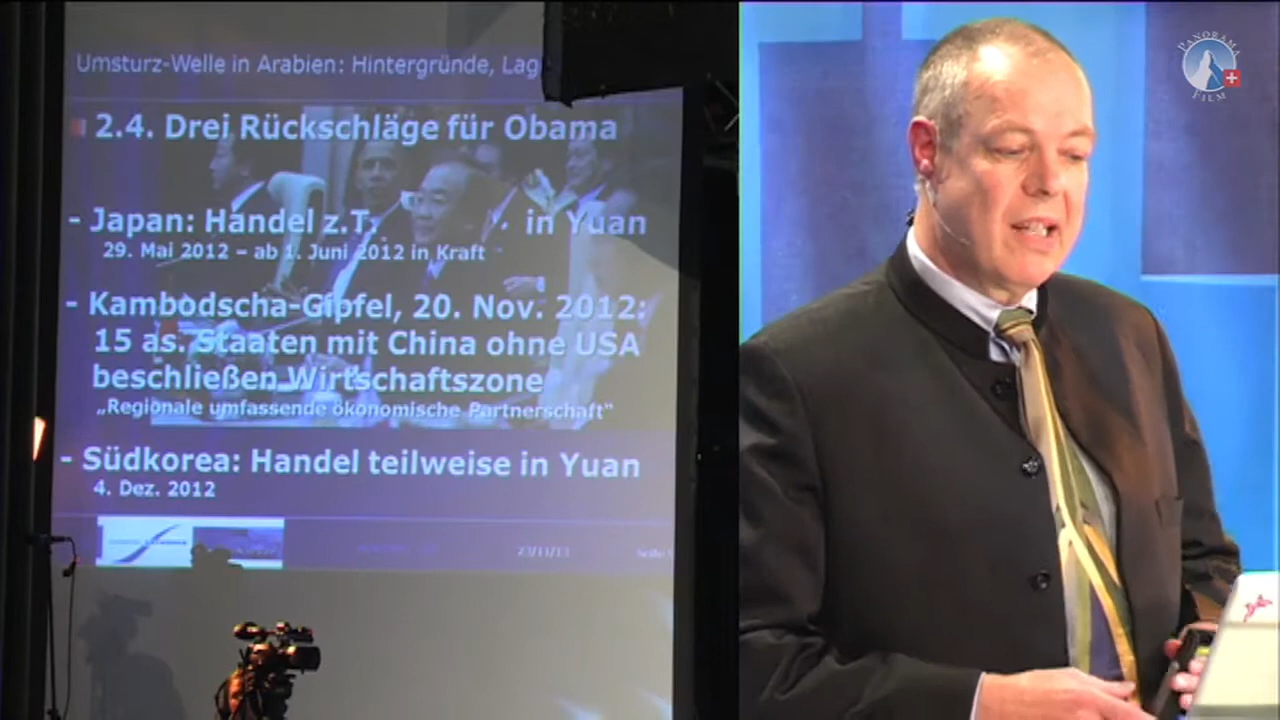 Umsturz-Welle in Arabien: Hintergründe, Lag
2.4. Drei Rückschläge für Obama
- Japan: Handel z.T. in Yuan
29. Mai 2012 – ab 1. Juni 2012 in Kraft
- Kambodscha-Gipfel, 20. Nov. 2012:
15 as. Staaten mit China ohne USA
beschließen Wirtschaftszone
„Regionale umfassende ökonomische Partnerschaft“
- Südkorea: Handel teilweise in Yuan
4. Dez. 2012
PANORAMA
FILM